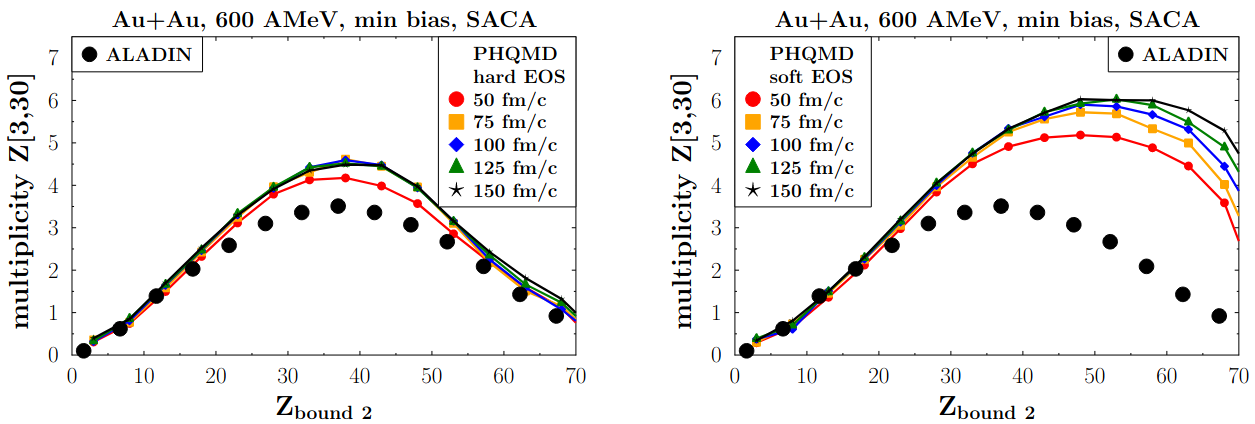 Au+Au, 600 AMeV, min bias, SACA
multiplicity Z[3,30]
7
6
5
4
3
2
1
0
ALADIN
PHQMD
hard EOS
50 fm/c
75 fm/c
100 fm/c
125 fm/c
150 fm/c
0 10 20 30 40 50 60 70
Zbound 2
Au+Au, 600 AMeV, min bias, SACA
multiplicity Z[3,30]
7
6
5
4
3
2
1
0
PHQMD
soft EOS
50 fm/c
75 fm/c
100 fm/c
125 fm/c
150 fm/c
ALADIN
0 10 20 30 40 50 60 70
Zbound 2